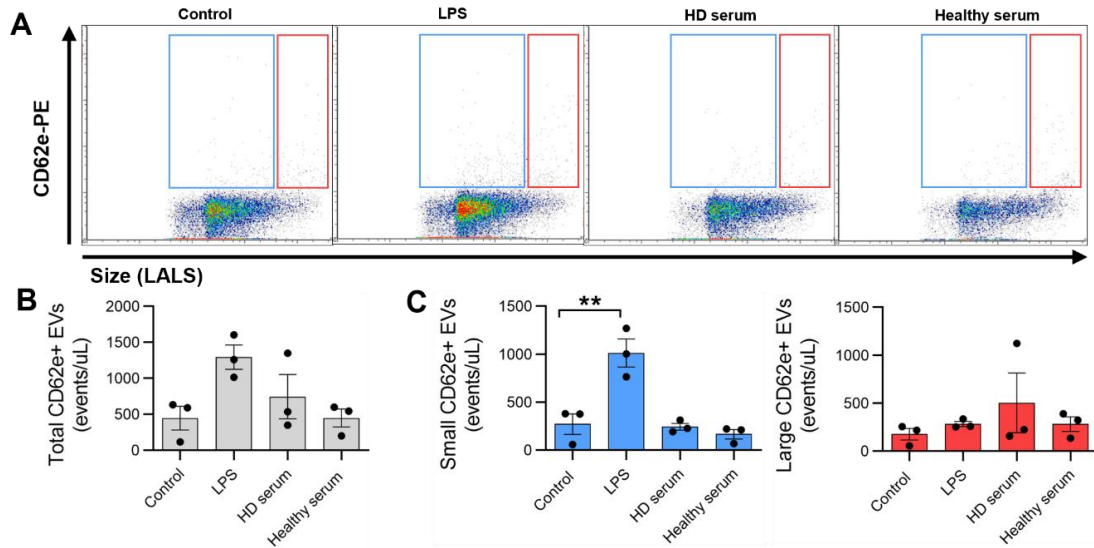 A
Control
LPS
HD serum
Healthy serum
CD62e-PE
Size (LALS)
B
Total CD62e+ EVs
(events/uL)
2000
1500
1000
500
0
Control
LPS
HD serum
Healthy serum
C
Small CD62e+ EVs
(events/uL)
1500
1000
500
0
**
Control
LPS
HD serum
Healthy serum
Large CD62e+ EVs
(events/uL)
1500
1000
500
0
Control
LPS
HD serum
Healthy serum